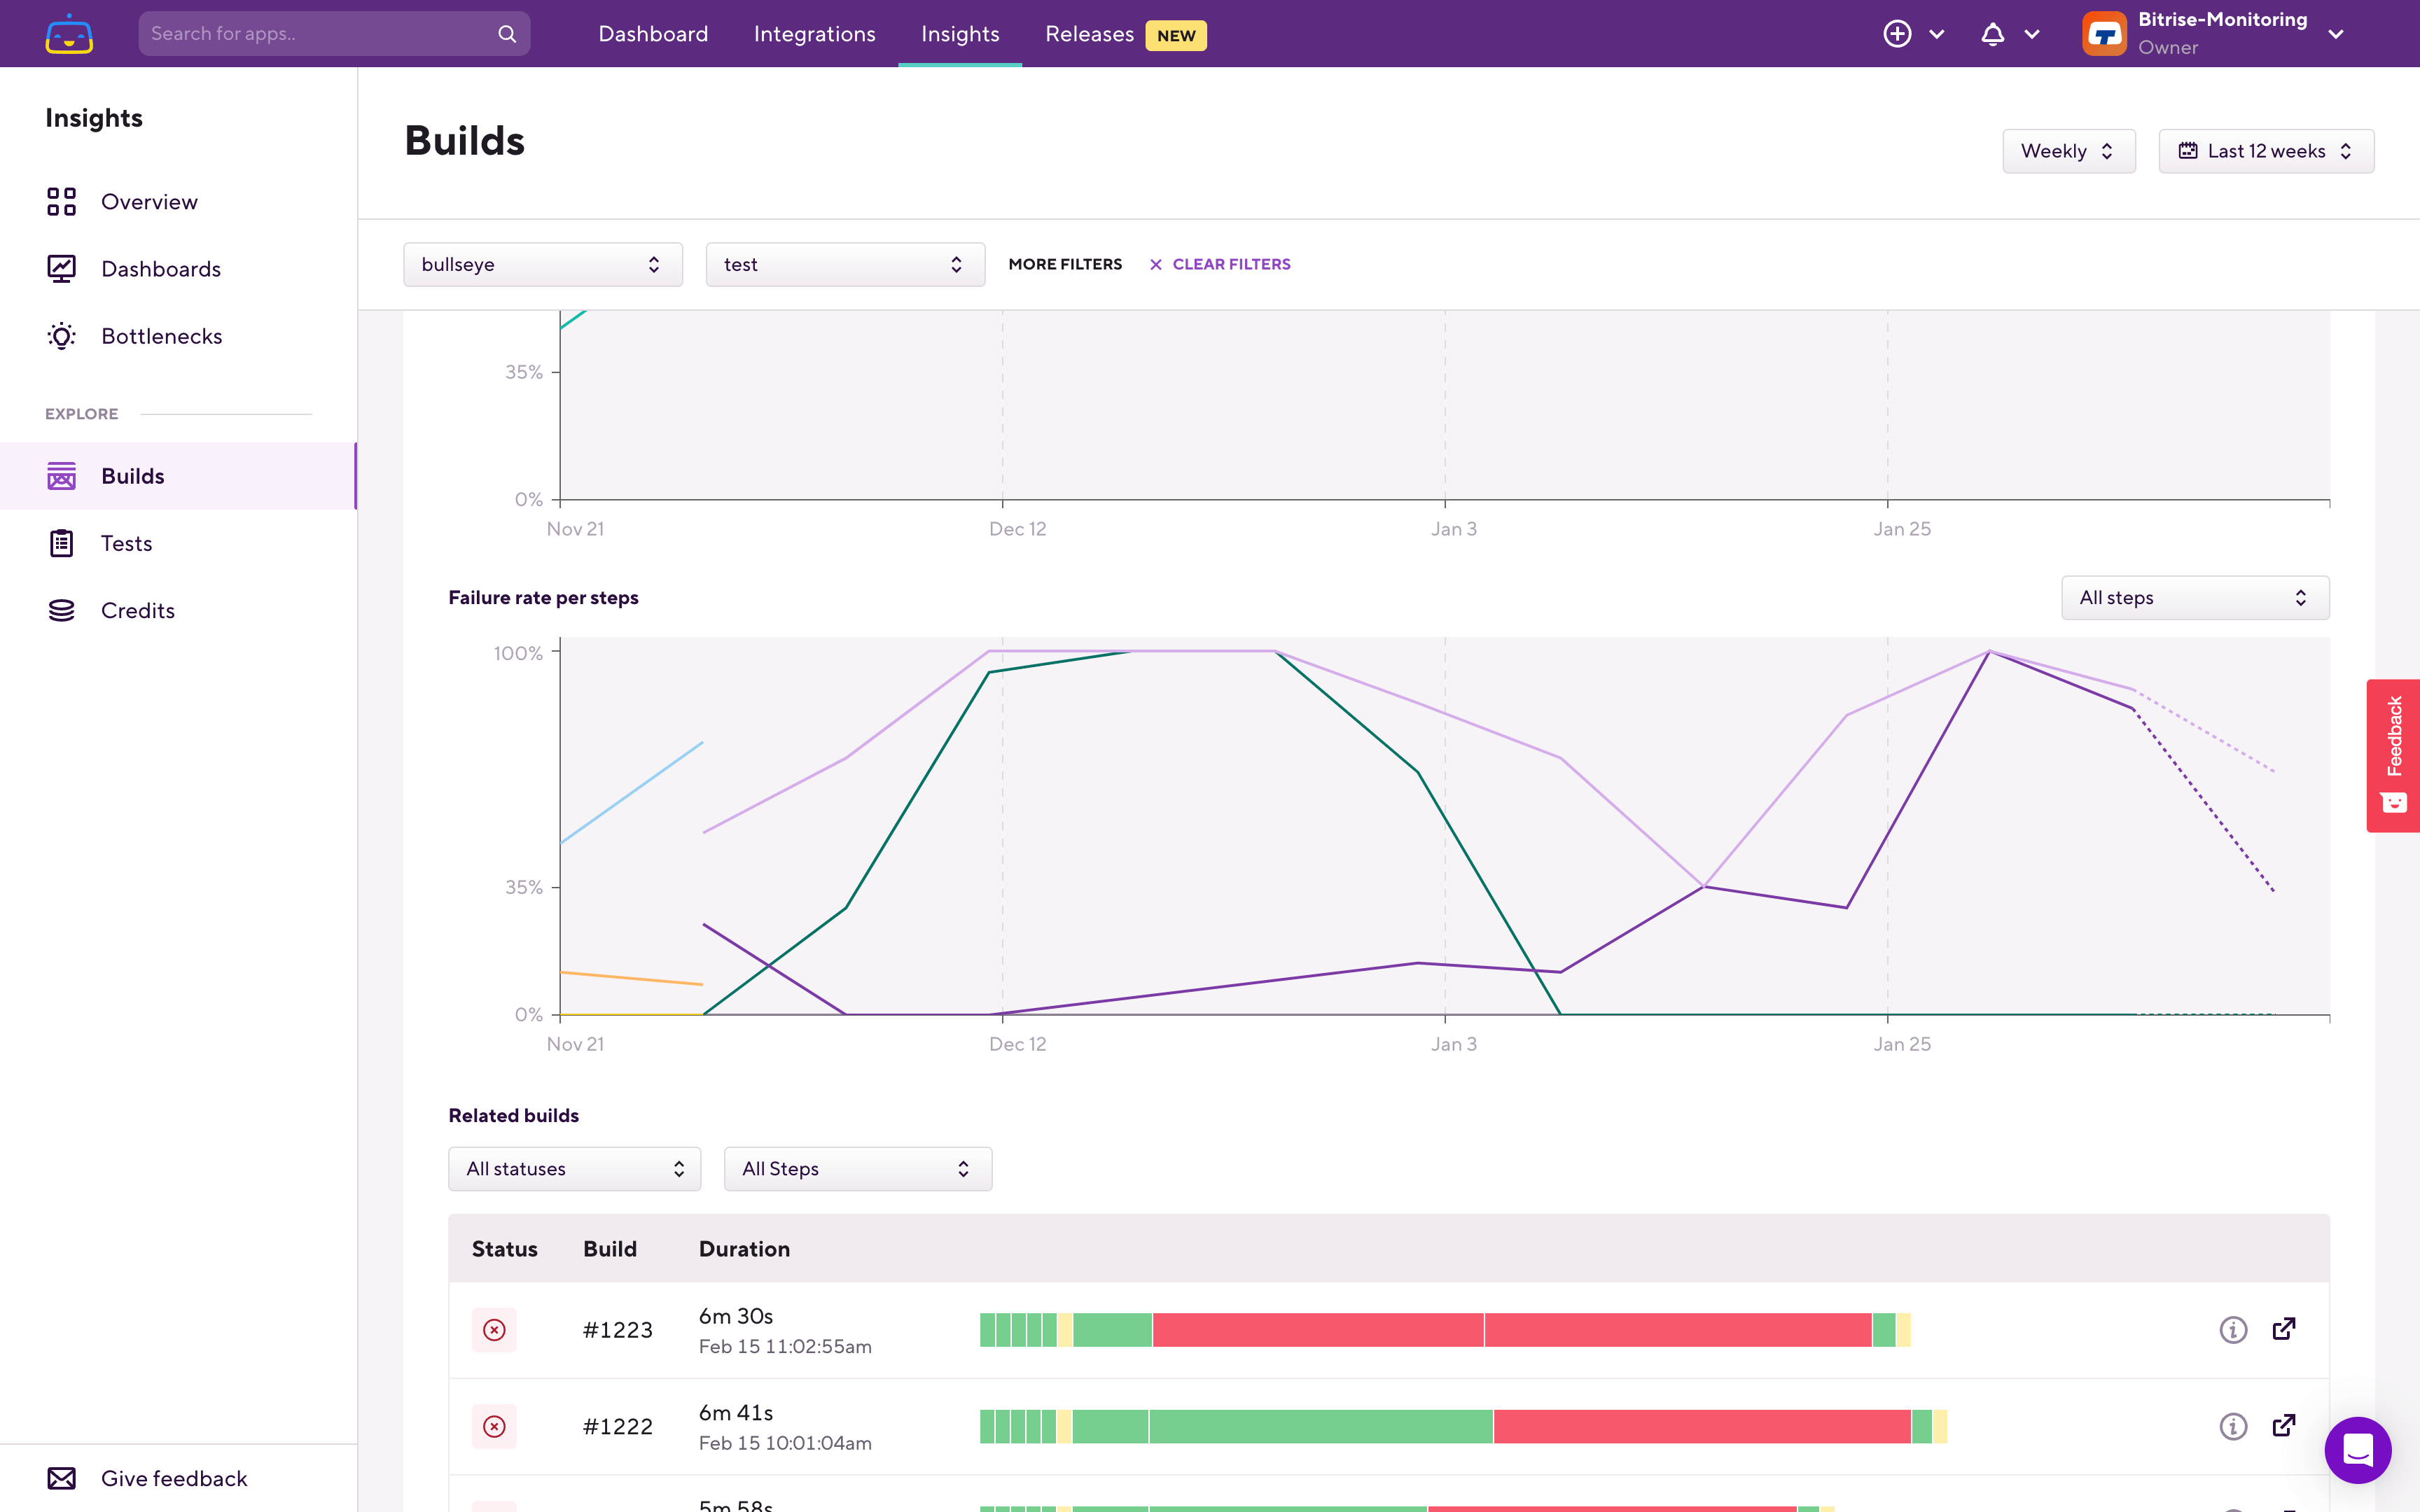 Search for apps..
Dashboard
Integrations
Insights
Releases NEW
Bitrise-Monitoring
Owner
Insights
Overview
Dashboards
Bottlenecks
EXPLORE
Builds
Tests
Credits
Give feedback
Builds
Weekly
Last 12 weeks
bullseye
test
MORE FILTERS
CLEAR FILTERS
35%
0%
Nov 21
Dec 12
Jan 3
Jan 25
Failure rate per steps
All steps
100%
35%
0%
Nov 21
Dec 12
Jan 3
Jan 25
Feedback
Related builds
All statuses
All Steps
Status Build Duration
#1223
6m 30s
Feb 15 11:02:55am
#1222
6m 41s
Feb 15 10:01:04am
5m 58s